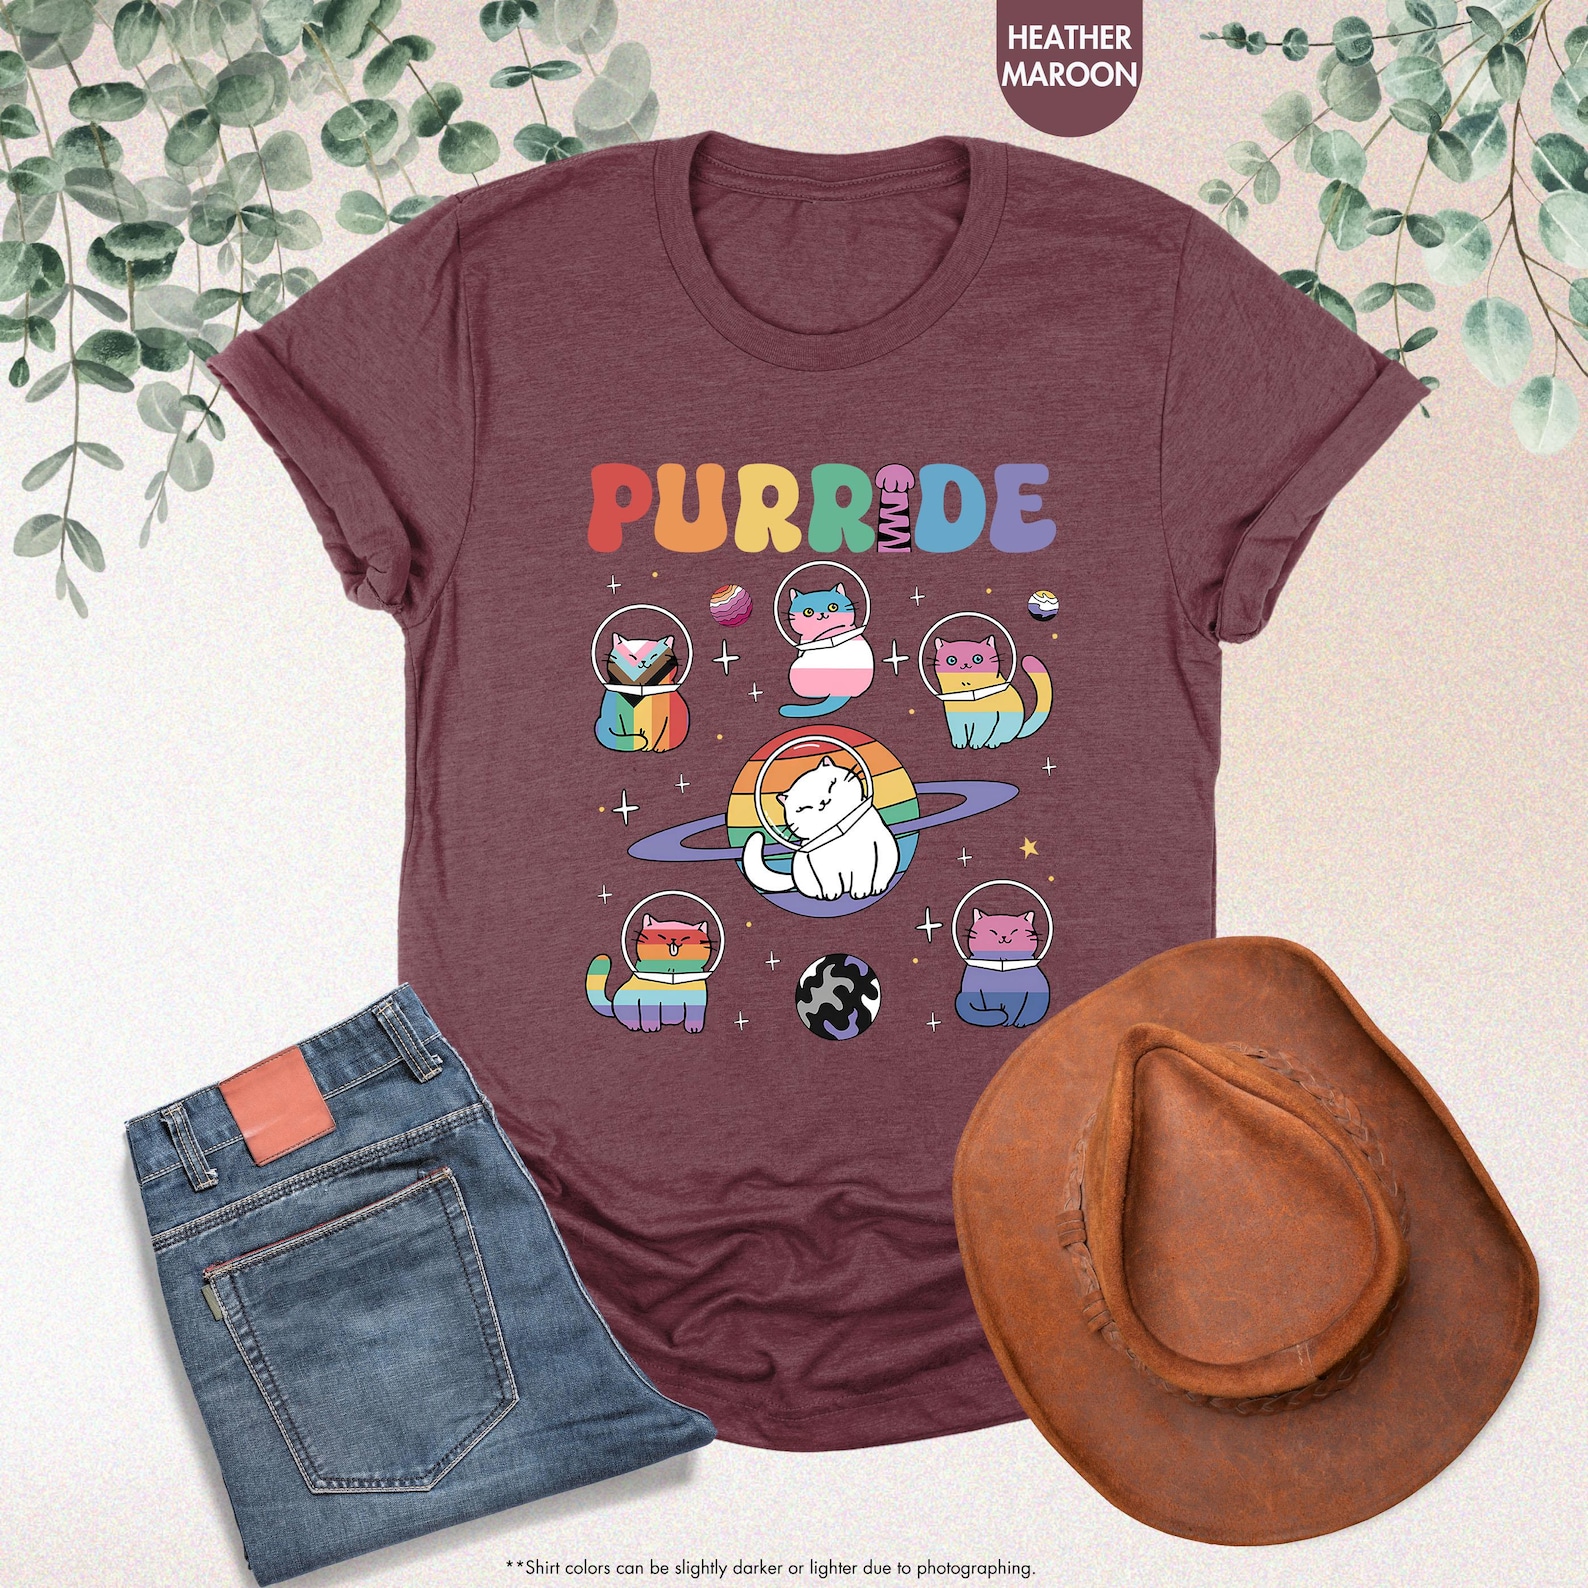 HEATHER
MAROON
PURRIDE
**Shirt colors can be slightly darker or lighter due to photographing.